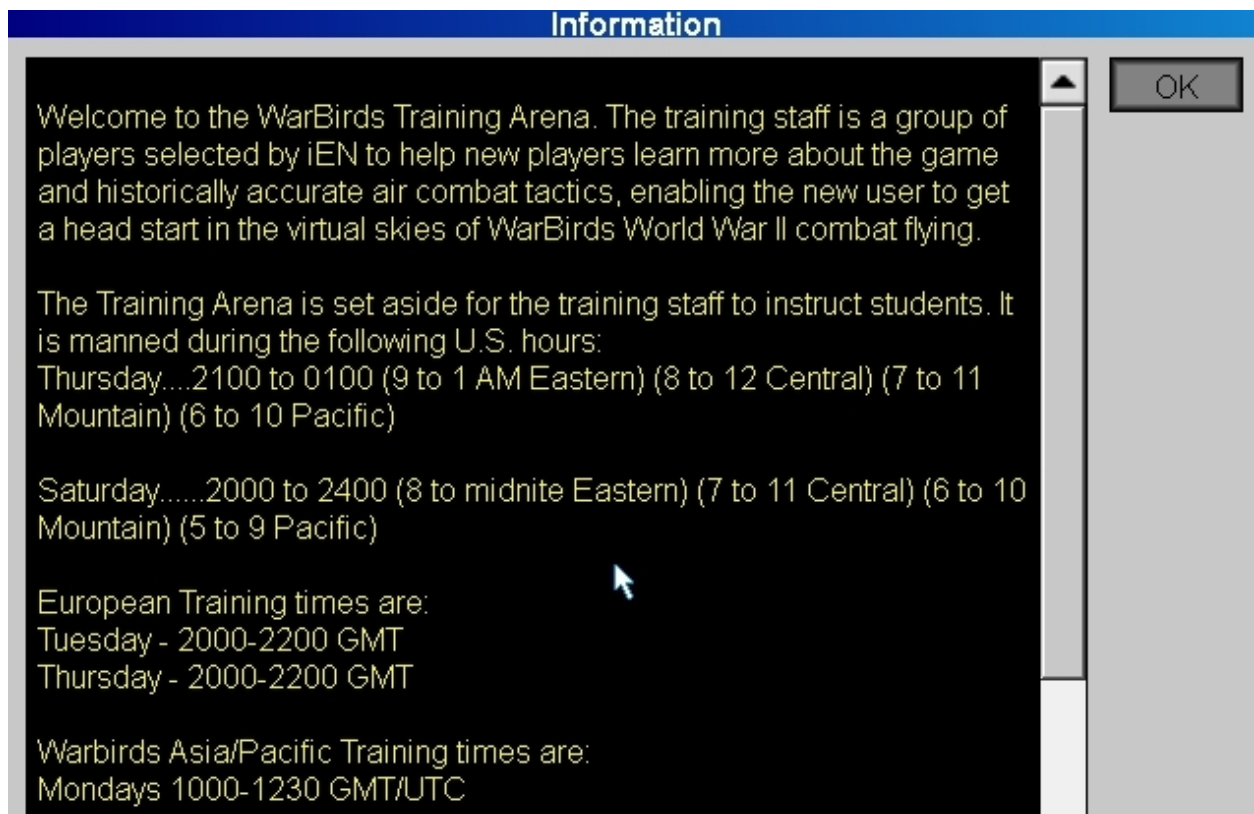 Information
OK
Welcome to the WarBirds Training Arena. The training staff is a group of
players selected by iEN to help new players learn more about the game
and historically accurate air combat tactics, enabling the new user to get
a head start in the virtual skies of WarBirds World War II combat flying.
The Training Arena is set aside for the training staff to instruct students. It
is manned during the following U.S. hours:
Thursday....2100 to 0100 (9 to 1 AM Eastern) (8 to 12 Central) (7 to 11
Mountain) (6 to 10 Pacific)
Saturday......2000 to 2400 (8 to midnite Eastern) (7 to 11 Central) (6 to 10
Mountain) (5 to 9 Pacific)
European Training times are:
Tuesday - 2000-2200 GMT
Thursday - 2000-2200 GMT
Warbirds Asia/Pacific Training times are:
Mondays 1000-1230 GMT/UTC